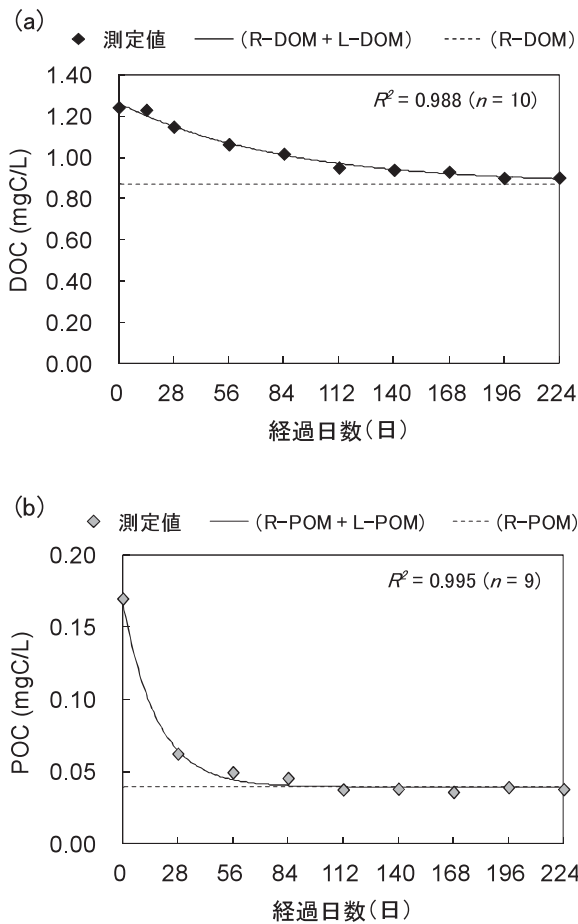 (a)
測定値 (R-DOM + L-DOM) (R-DOM)
R² = 0.988 (n = 10)
1.40
1.20
1.00
0.80
0.60
0.40
0.20
0.00
DOC (mgC/L)
0 28 56 84 112 140 168 196 224
経過日数(日)
(b)
測定値 (R-POM + L-POM) (R-POM)
R² = 0.995 (n = 9)
0.20
0.15
0.10
0.05
0.00
POC (mgC/L)
0 28 56 84 112 140 168 196 224
経過日数(日)